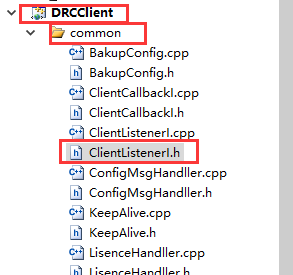 DRCClient
common
BakupConfig.cpp
BakupConfig.h
ClientCallbackI.cpp
ClientCallbackI.h
ClientListenerI.cpp
ClientListenerI.h
ConfigMsgHandller.cpp
ConfigMsgHandller.h
KeepAlive.cpp
KeepAlive.h
LisenceHandller.cpp
LisenceHandller.h